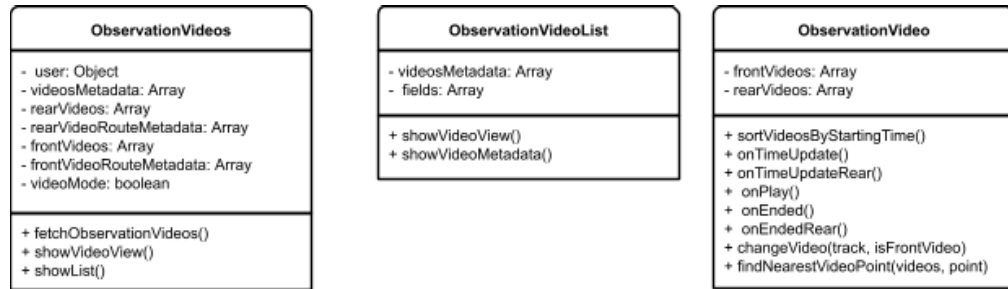 ObservationVideos
- user: Object
- videosMetadata: Array
- rearVideos: Array
- rearVideoRouteMetadata: Array
- frontVideos: Array
- frontVideoRouteMetadata: Array
- videoMode: boolean
+ fetchObservationVideos()
+ showVideoView()
+ showList()
ObservationVideoList
- videosMetadata: Array
- fields: Array
+ showVideoView()
+ showVideoMetadata()
ObservationVideo
- frontVideos: Array
- rearVideos: Array
+ sortVideosByStartingTime()
+ onTimeUpdate()
+ onTimeUpdateRear()
+ onPlay()
+ onEnded()
+ onEndedRear()
+ changeVideo(track, isFrontVideo)
+ findNearestVideoPoint(videos, point)